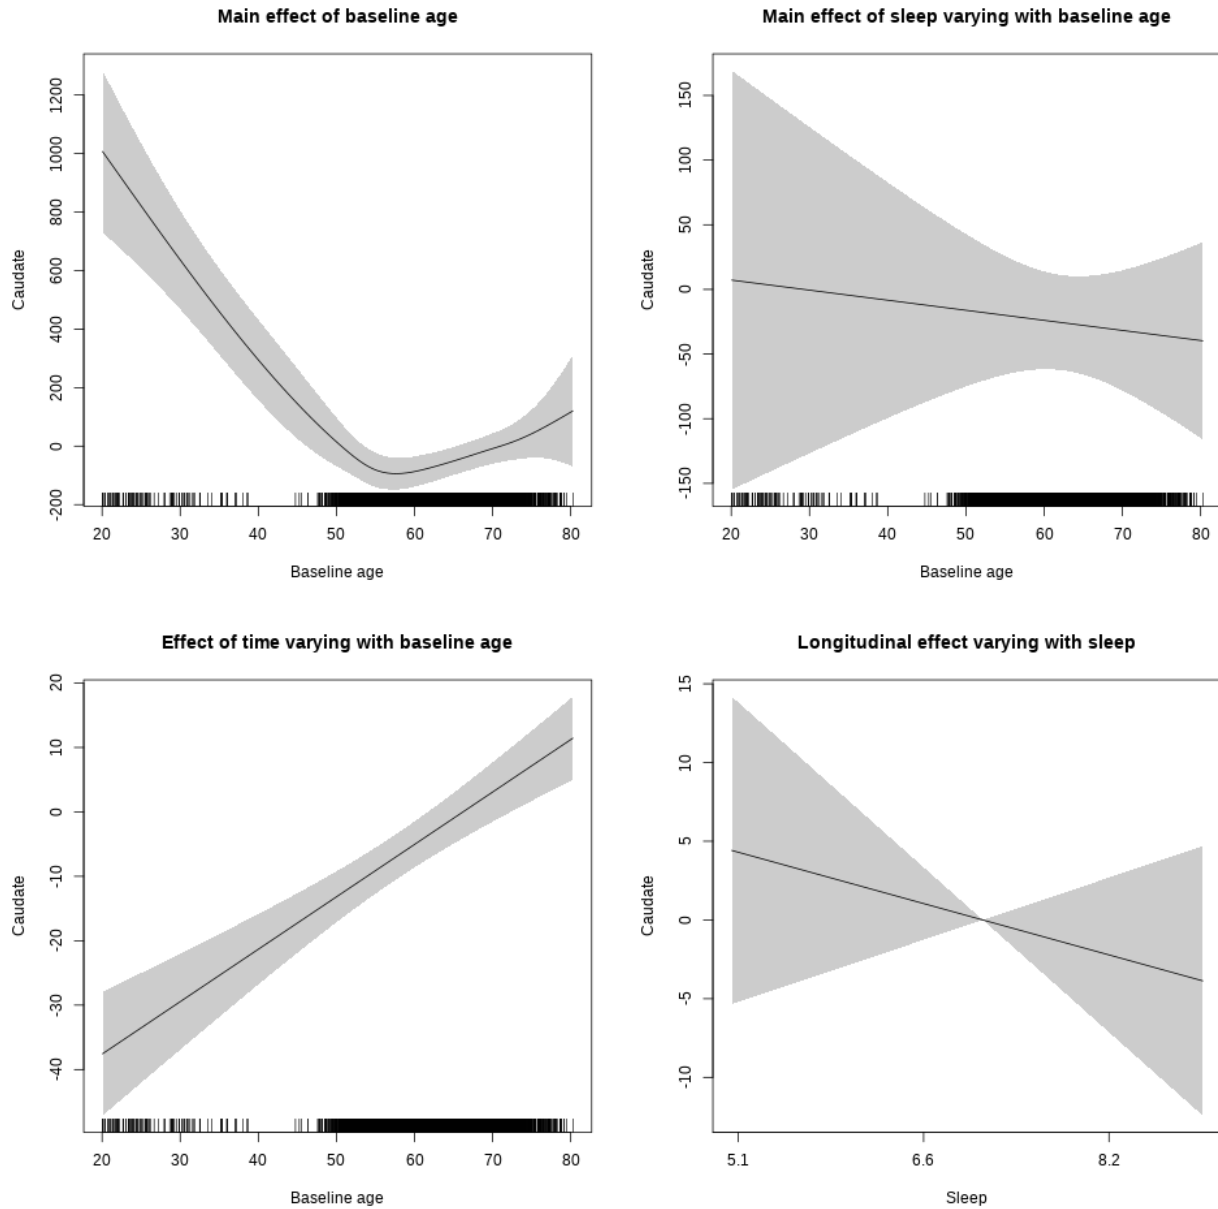 Main effect of baseline age
Caudate
1200
1000
800
600
400
200
0
-200
20 30 40 50 60 70 80
Baseline age
Main effect of sleep varying with baseline age
Caudate
150
100
50
0
-50
-100
-150
20 30 40 50 60 70 80
Baseline age
Effect of time varying with baseline age
Caudate
20
10
0
-10
-20
-30
-40
20 30 40 50 60 70 80
Baseline age
Longitudinal effect varying with sleep
Caudate
15
10
5
0
-5
-10
5.1 6.6 8.2
Sleep